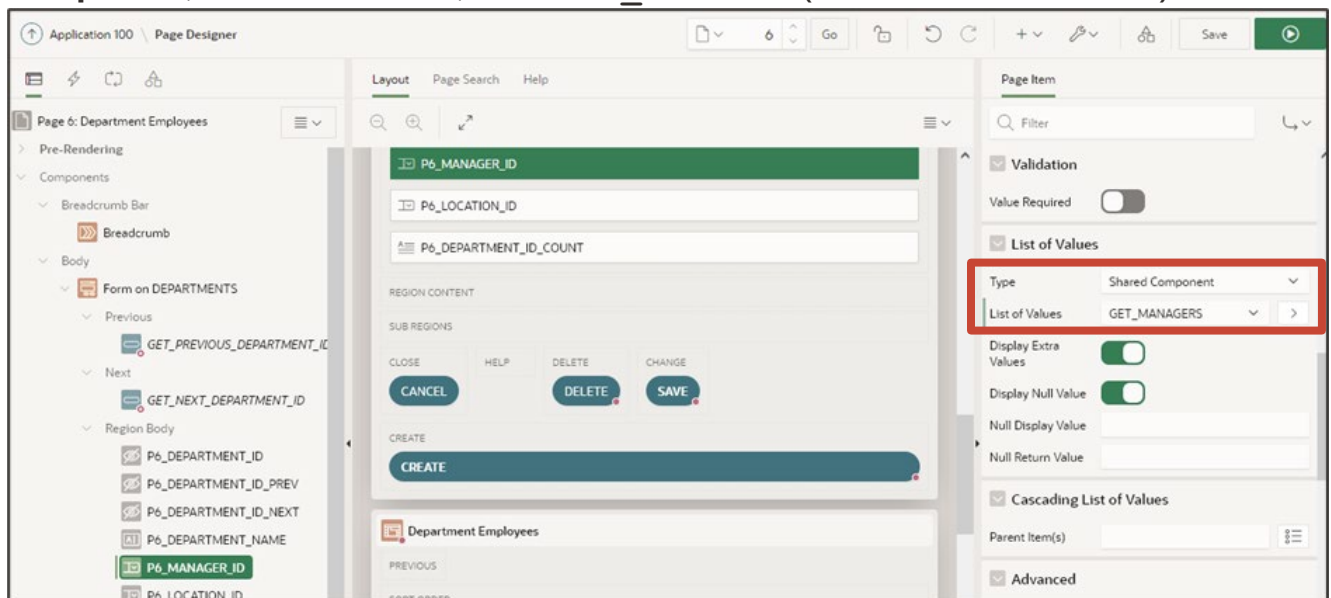 Application 100 \ Page Designer
6
Go
Save
Page 6: Department Employees
Pre-Rendering
Components
Breadcrumb Bar
Breadcrumb
Body
Form on DEPARTMENTS
Previous
GET_PREVIOUS_DEPARTMENT_ID
Next
GET_NEXT_DEPARTMENT_ID
Region Body
P6_DEPARTMENT_ID
P6_DEPARTMENT_ID_PREV
P6_DEPARTMENT_ID_NEXT
P6_DEPARTMENT_NAME
P6_MANAGER_ID
P6_LOCATION_ID
Layout Page Search Help
P6_MANAGER_ID
P6_LOCATION_ID
P6_DEPARTMENT_ID_COUNT
REGION CONTENT
SUB REGIONS
CLOSE HELP DELETE CHANGE
CANCEL DELETE SAVE
CREATE
CREATE
Department Employees
PREVIOUS
SORT ORDER
Page Item
Filter
Validation
Value Required
List of Values
Type Shared Component
List of Values GET_MANAGERS
Display Extra
Values
Display Null Value
Null Display Value
Null Return Value
Cascading List of Values
Parent Item(s)
Advanced